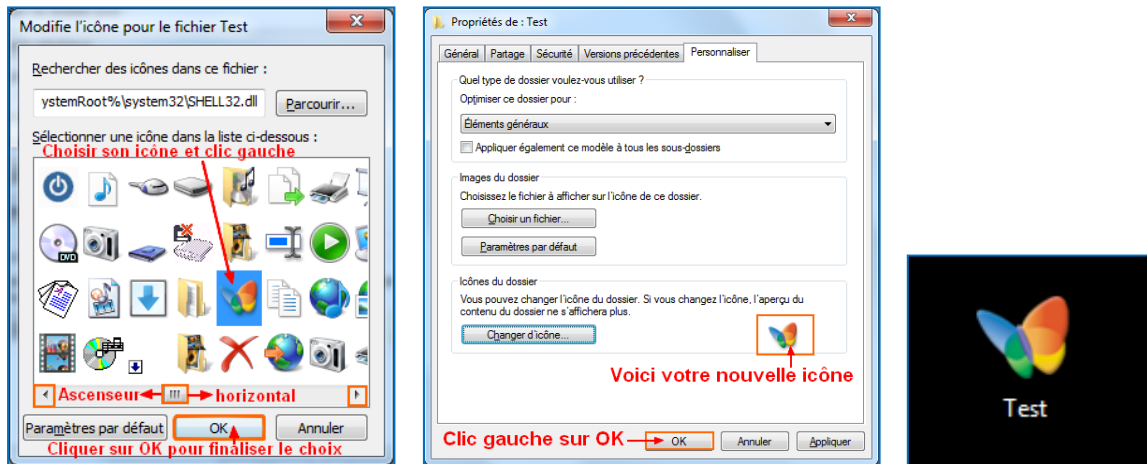 Modifie l'icône pour le fichier Test
Rechercher des icônes dans ce fichier :
ystemRoot%\system32\SHELL32.dll
Parcourir...
Sélectionner une icône dans la liste ci-dessous :
Choisir son icône et clic gauche
DVD
Ascenseur horizontal
Paramètres par défaut OK Annuler
Cliquer sur OK pour finaliser le choix
Propriétés de : Test
Général Partage Sécurité Versions précédentes Personnaliser
Quel type de dossier voulez-vous utiliser ?
Optimiser ce dossier pour :
Éléments généraux
Appliquer également ce modèle à tous les sous-dossiers
Images du dossier
Choisissez le fichier à afficher sur l'icône de ce dossier.
Choisir un fichier...
Paramètres par défaut
Icônes du dossier
Vous pouvez changer l'icône du dossier. Si vous changez l'icône, l'aperçu du
contenu du dossier ne s'affichera plus.
Changer d'icône...
Voici votre nouvelle icône
Clic gauche sur OK OK Annuler Appliquer
Test